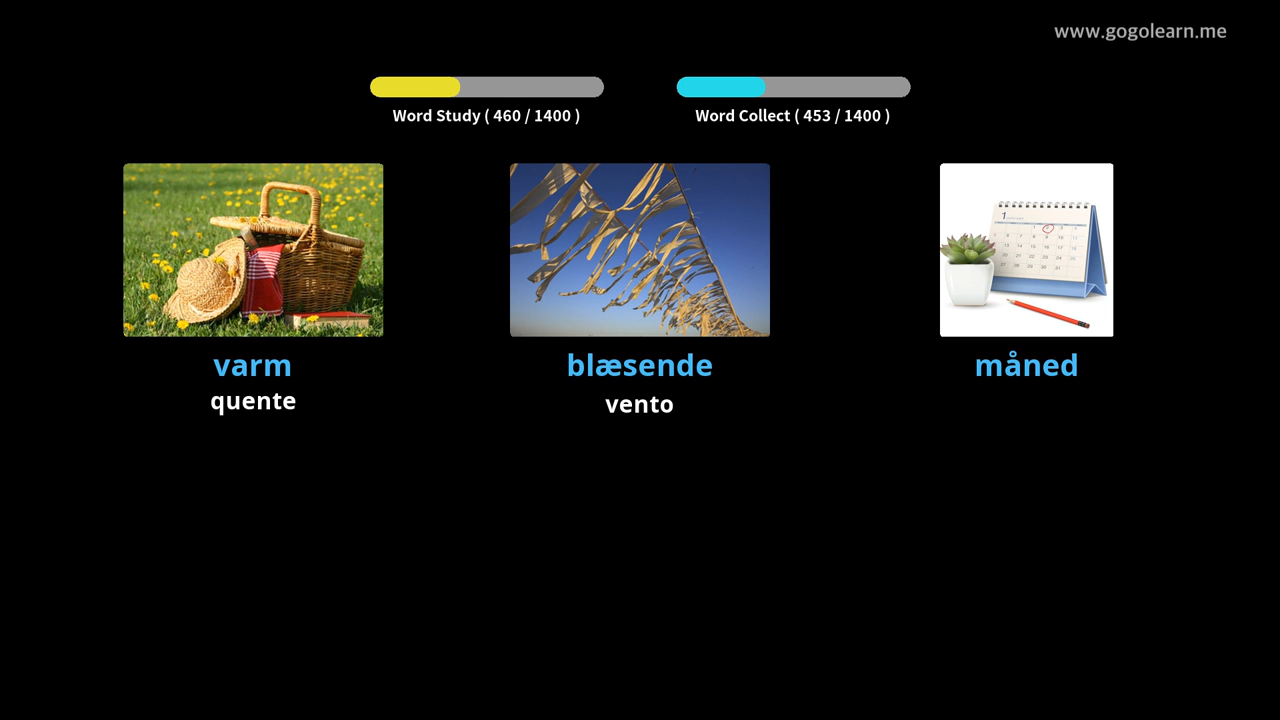 www.gogolearn.me
Word Study ( 460 / 1400 )
Word Collect ( 453 / 1400 )
varm
quente
blæsende
vento
måned